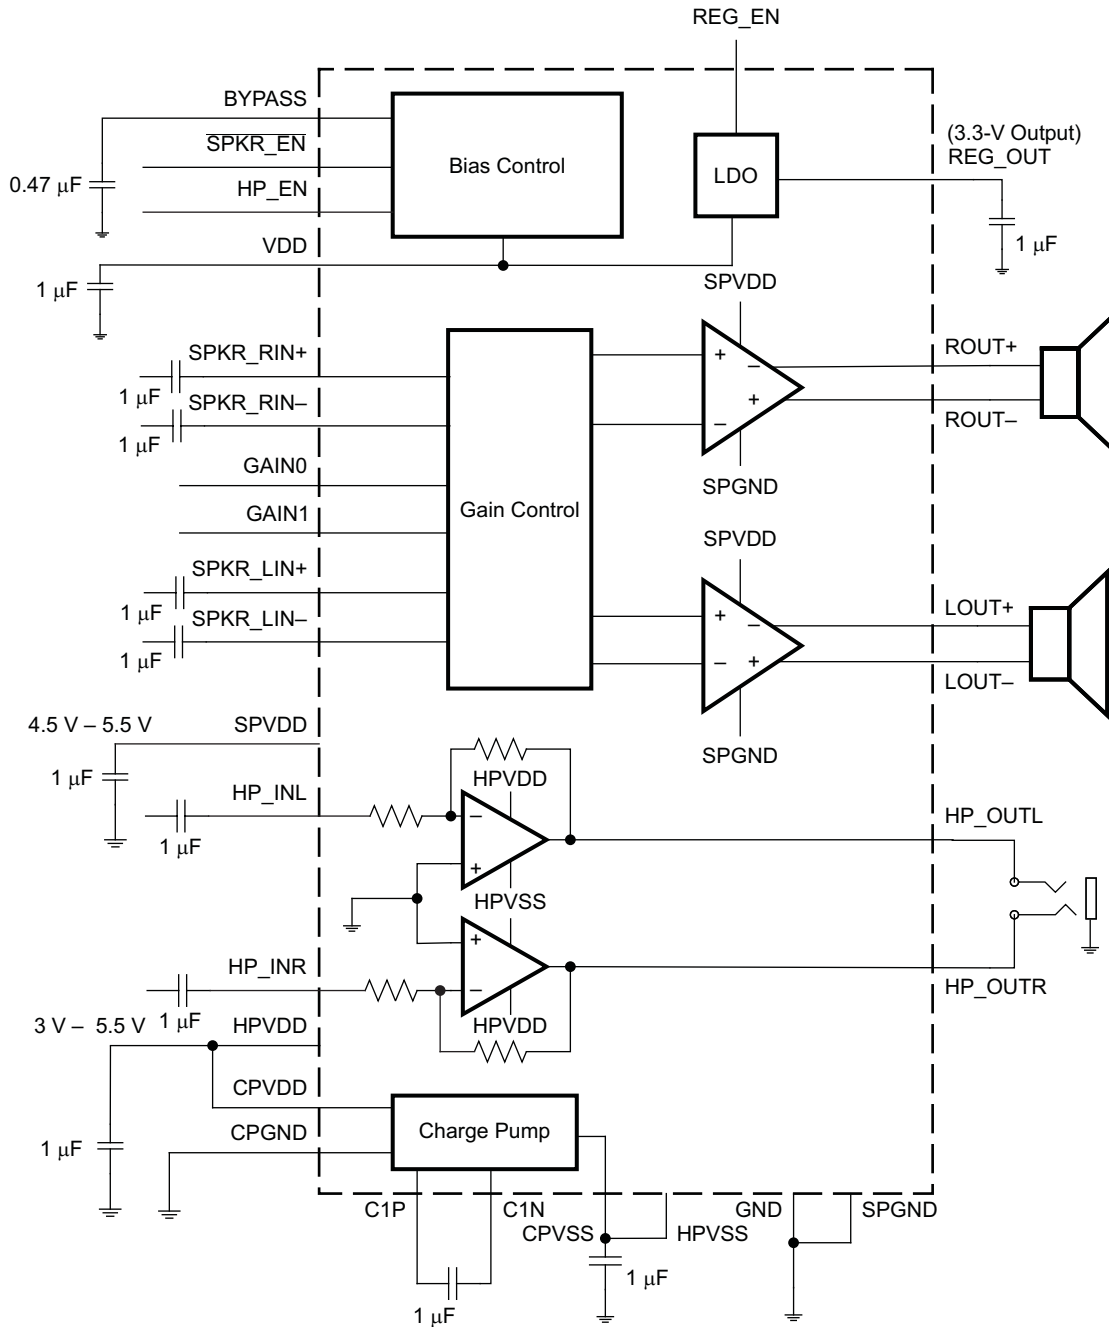 REG_EN
BYPASS
SPKR_EN
0.47 µF
HP_EN
Bias Control
LDO
(3.3-V Output)
REG_OUT
1 µF
VDD
1 µF
SPVDD
SPKR_RIN+
1 µF
SPKR_RIN–
1 µF
+
–
+
–
ROUT+
ROUT–
SPGND
GAIN0
GAIN1
Gain Control
SPVDD
SPKR_LIN+
1 µF
SPKR_LIN–
1 µF
+
–
–
+
LOUT+
LOUT–
SPGND
4.5 V – 5.5 V
SPVDD
1 µF
HP_INL
1 µF
HPVDD
–
+
HPVSS
HP_OUTL
HP_INR
1 µF
+
–
HPVDD
HP_OUTR
3 V – 5.5 V
HPVDD
CPVDD
CPGND
1 µF
Charge Pump
C1P
C1N
1 µF
CPVSS
HPVSS
1 µF
GND
SPGND